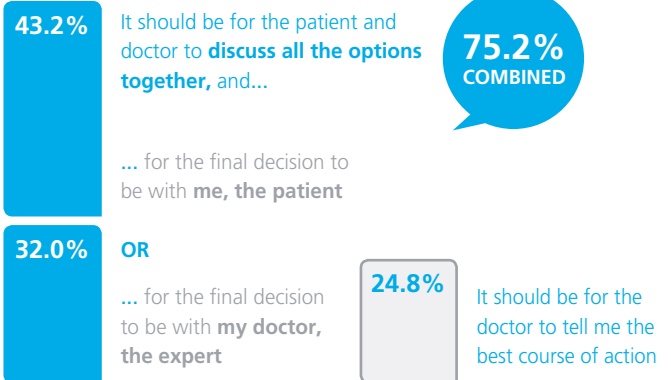 43.2%
It should be for the patient and
doctor to discuss all the options
together, and...
75.2%
COMBINED
... for the final decision to
be with me, the patient
32.0%
OR
... for the final decision
to be with my doctor,
the expert
24.8%
It should be for the
doctor to tell me the
best course of action